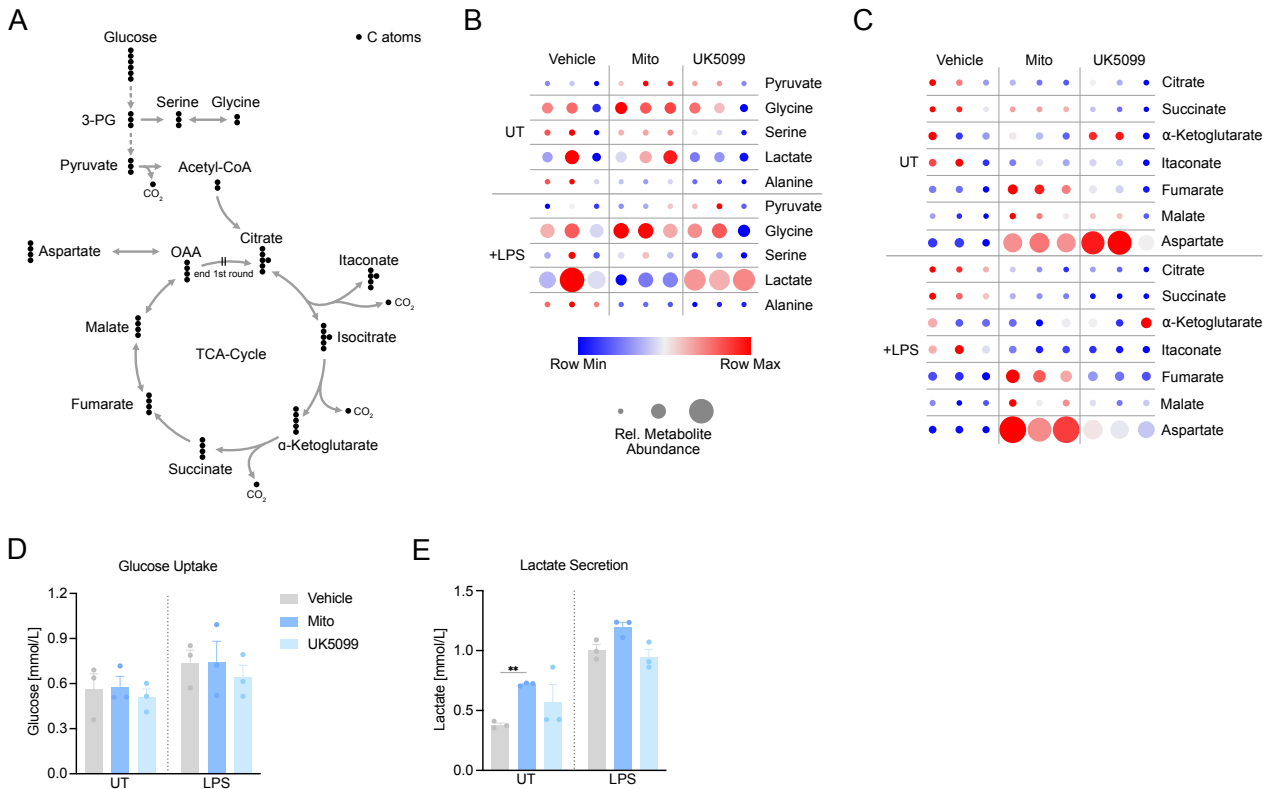 A
Glucose
C atoms
3-PG
Serine
Glycine
Pyruvate
CO2
Acetyl-CoA
Aspartate
OAA
Citrate
end 1st round
Itaconate
CO2
Malate
TCA-Cycle
Isocitrate
Fumarate
CO2
α-Ketoglutarate
Succinate
CO2
B
Vehicle Mito UK5099
UT
Pyruvate
Glycine
Serine
Lactate
Alanine
+LPS
Pyruvate
Glycine
Serine
Lactate
Alanine
Row Min Row Max
Rel. Metabolite
Abundance
C
Vehicle Mito UK5099
UT
Citrate
Succinate
α-Ketoglutarate
Itaconate
Fumarate
Malate
Aspartate
+LPS
Citrate
Succinate
α-Ketoglutarate
Itaconate
Fumarate
Malate
Aspartate
D
Glucose Uptake
Glucose [mmol/L]
1.2
0.9
0.6
0.3
0.0
UT LPS
Vehicle
Mito
UK5099
E
Lactate Secretion
Lactate [mmol/L]
1.5
1.0
0.5
0.0
**
UT LPS